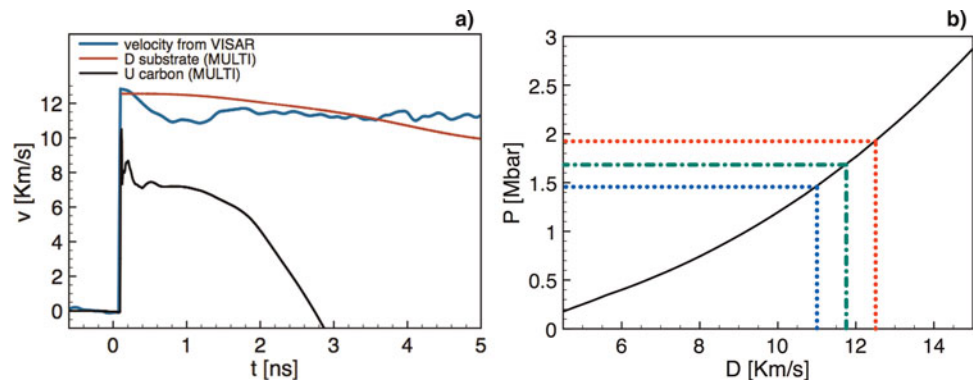 a)
velocity from VISAR
D substrate (MULTI)
U carbon (MULTI)
v [Km/s]
12
10
8
6
4
2
0
0 1 2 3 4 5
t [ns]
b)
P [Mbar]
3
2.5
2
1.5
1
0.5
0
6 8 10 12 14
D [Km/s]